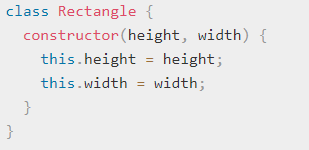 class Rectangle {
  constructor(height, width) {
    this.height = height;
    this.width = width;
  }
}